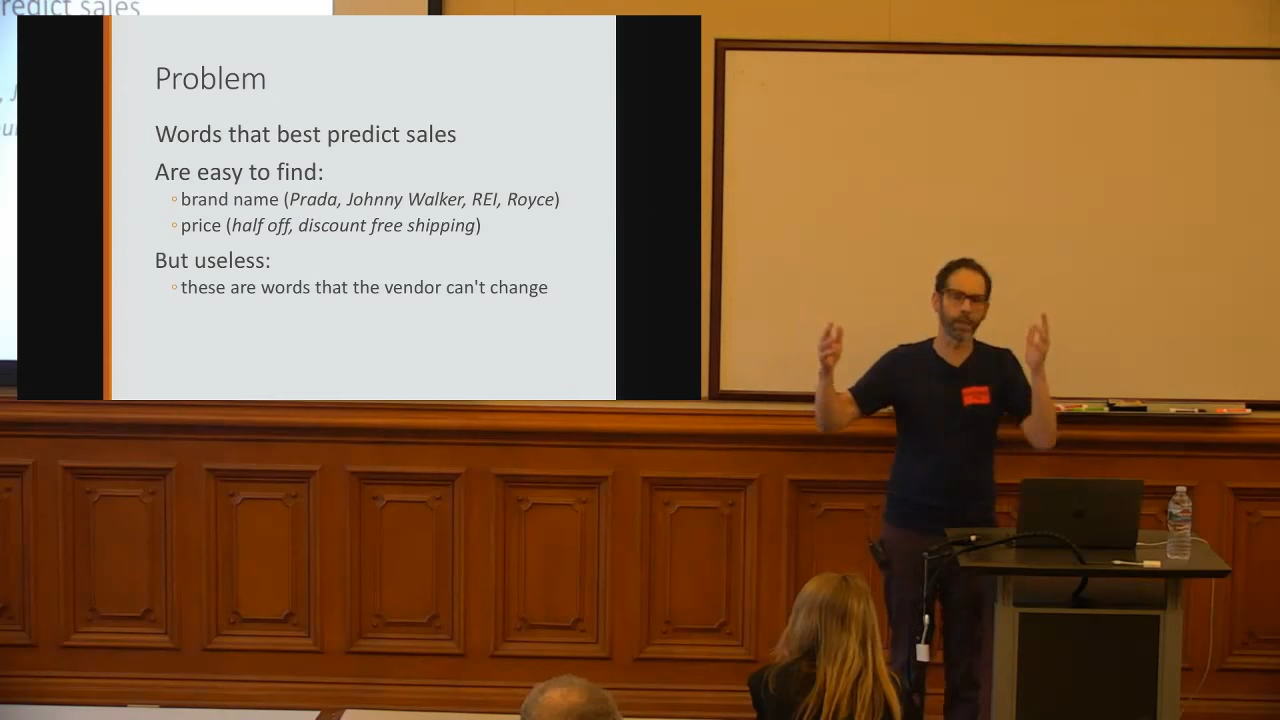 redict sales
Problem
Words that best predict sales
Are easy to find:
◦ brand name (Prada, Johnny Walker, REI, Royce)
◦ price (half off, discount free shipping)
But useless:
◦ these are words that the vendor can't change